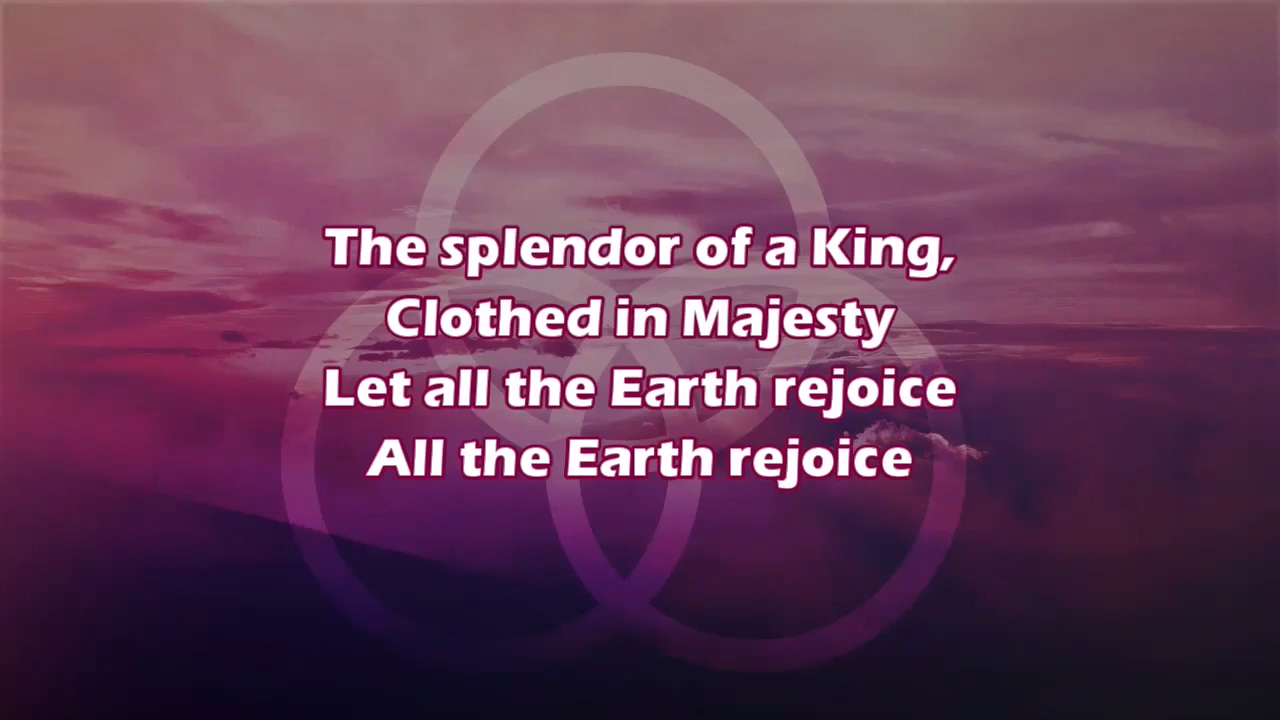 The splendor of a King,
Clothed in Majesty
Let all the Earth rejoice
All the Earth rejoice